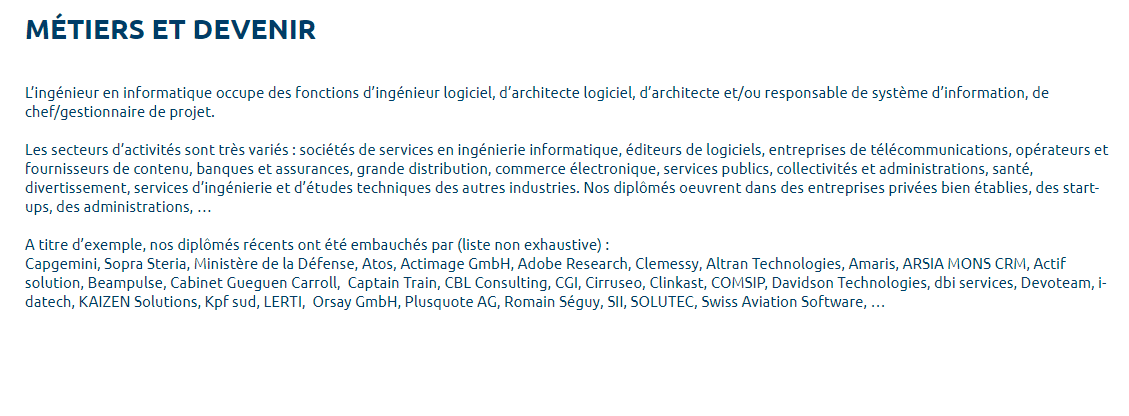 MÉTIERS ET DEVENIR
L’ingénieur en informatique occupe des fonctions d’ingénieur logiciel, d’architecte logiciel, d’architecte et/ou responsable de système d’information, de
chef/gestionnaire de projet.
Les secteurs d’activités sont très variés : sociétés de services en ingénierie informatique, éditeurs de logiciels, entreprises de télécommunications, opérateurs et
fournisseurs de contenu, banques et assurances, grande distribution, commerce électronique, services publics, collectivités et administrations, santé,
divertissement, services d’ingénierie et d’études techniques des autres industries. Nos diplômés oeuvrent dans des entreprises privées bien établies, des start-
ups, des administrations, …
A titre d’exemple, nos diplômés récents ont été embauchés par (liste non exhaustive) :
Capgemini, Sopra Steria, Ministère de la Défense, Atos, Actimage GmbH, Adobe Research, Clemessy, Altran Technologies, Amaris, ARSIA MONS CRM, Actif
solution, Beampulse, Cabinet Gueguen Carroll,  Captain Train, CBL Consulting, CGI, Cirruseo, Clinkast, COMSIP, Davidson Technologies, dbi services, Devoteam, i-
datech, KAIZEN Solutions, Kpf sud, LERTI,  Orsay GmbH, Plusquote AG, Romain Séguy, SII, SOLUTEC, Swiss Aviation Software, …